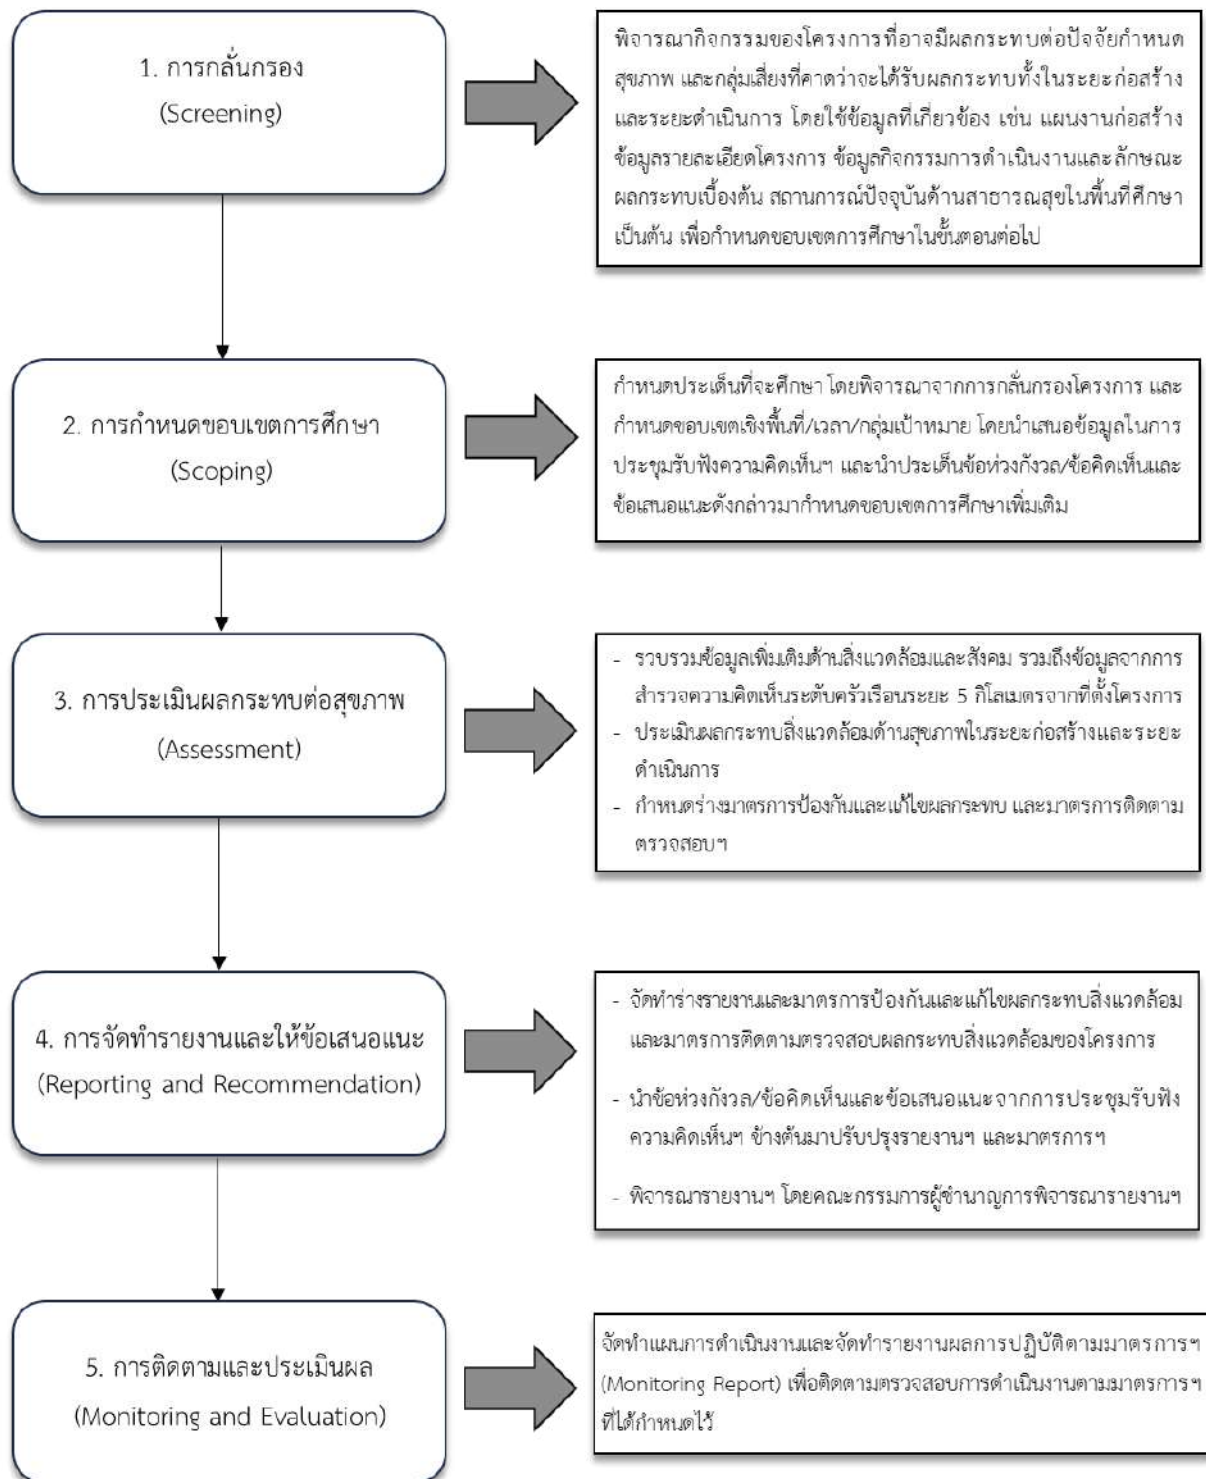 1. การกลั่นกรอง
(Screening)
พิจารณากิจกรรมของโครงการที่อาจมีผลกระทบต่อปัจจัยกำหนด
สุขภาพ และกลุ่มเสี่ยงที่คาดว่าจะได้รับผลกระทบทั้งในระยะก่อสร้าง
และระยะดำเนินการ โดยใช้ข้อมูลที่เกี่ยวข้อง เช่น แผนงานก่อสร้าง
ข้อมูลรายละเอียดโครงการ ข้อมูลกิจกรรมการดำเนินงานและลักษณะ
ผลกระทบเบื้องต้น สถานการณ์ปัจจุบันด้านสาธารณสุขในพื้นที่ศึกษา
เป็นต้น เพื่อกำหนดขอบเขตการศึกษาในขั้นตอนต่อไป
2. การกำหนดขอบเขตการศึกษา
(Scoping)
กำหนดประเด็นที่จะศึกษา โดยพิจารณาจากการกลั่นกรองโครงการ และ
กำหนดขอบเขตเชิงพื้นที่/เวลา/กลุ่มเป้าหมาย โดยนำเสนอข้อมูลในการ
ประชุมรับฟังความคิดเห็นฯ และนำประเด็นข้อห่วงกังวล/ข้อคิดเห็นและ
ข้อเสนอแนะดังกล่าวมากำหนดขอบเขตการศึกษาเพิ่มเติม
3. การประเมินผลกระทบต่อสุขภาพ
(Assessment)
- รวบรวมข้อมูลเพิ่มเติมด้านสิ่งแวดล้อมและสังคม รวมถึงข้อมูลจากการ
สำรวจความคิดเห็นระดับครัวเรือนระยะ 5 กิโลเมตรจากที่ตั้งโครงการ
- ประเมินผลกระทบสิ่งแวดล้อมด้านสุขภาพในระยะก่อสร้างและระยะ
ดำเนินการ
- กำหนดร่างมาตรการป้องกันและแก้ไขผลกระทบ และมาตรการติดตาม
ตรวจสอบฯ
4. การจัดทำรายงานและให้ข้อเสนอแนะ
(Reporting and Recommendation)
- จัดทำร่างรายงานและมาตรการป้องกันและแก้ไขผลกระทบสิ่งแวดล้อม
และมาตรการติดตามตรวจสอบผลกระทบสิ่งแวดล้อมของโครงการ
- นำข้อห่วงกังวล/ข้อคิดเห็นและข้อเสนอแนะจากการประชุมรับฟัง
ความคิดเห็นฯ ข้างต้นมาปรับปรุงรายงานฯ และมาตรการฯ
- พิจารณารายงานฯ โดยคณะกรรมการผู้ชำนาญการพิจารณารายงานฯ
5. การติดตามและประเมินผล
(Monitoring and Evaluation)
จัดทำแผนการดำเนินงานและจัดทำรายงานผลการปฏิบัติตามมาตรการฯ
(Monitoring Report) เพื่อติดตามตรวจสอบการดำเนินงานตามมาตรการฯ
ที่ได้กำหนดไว้